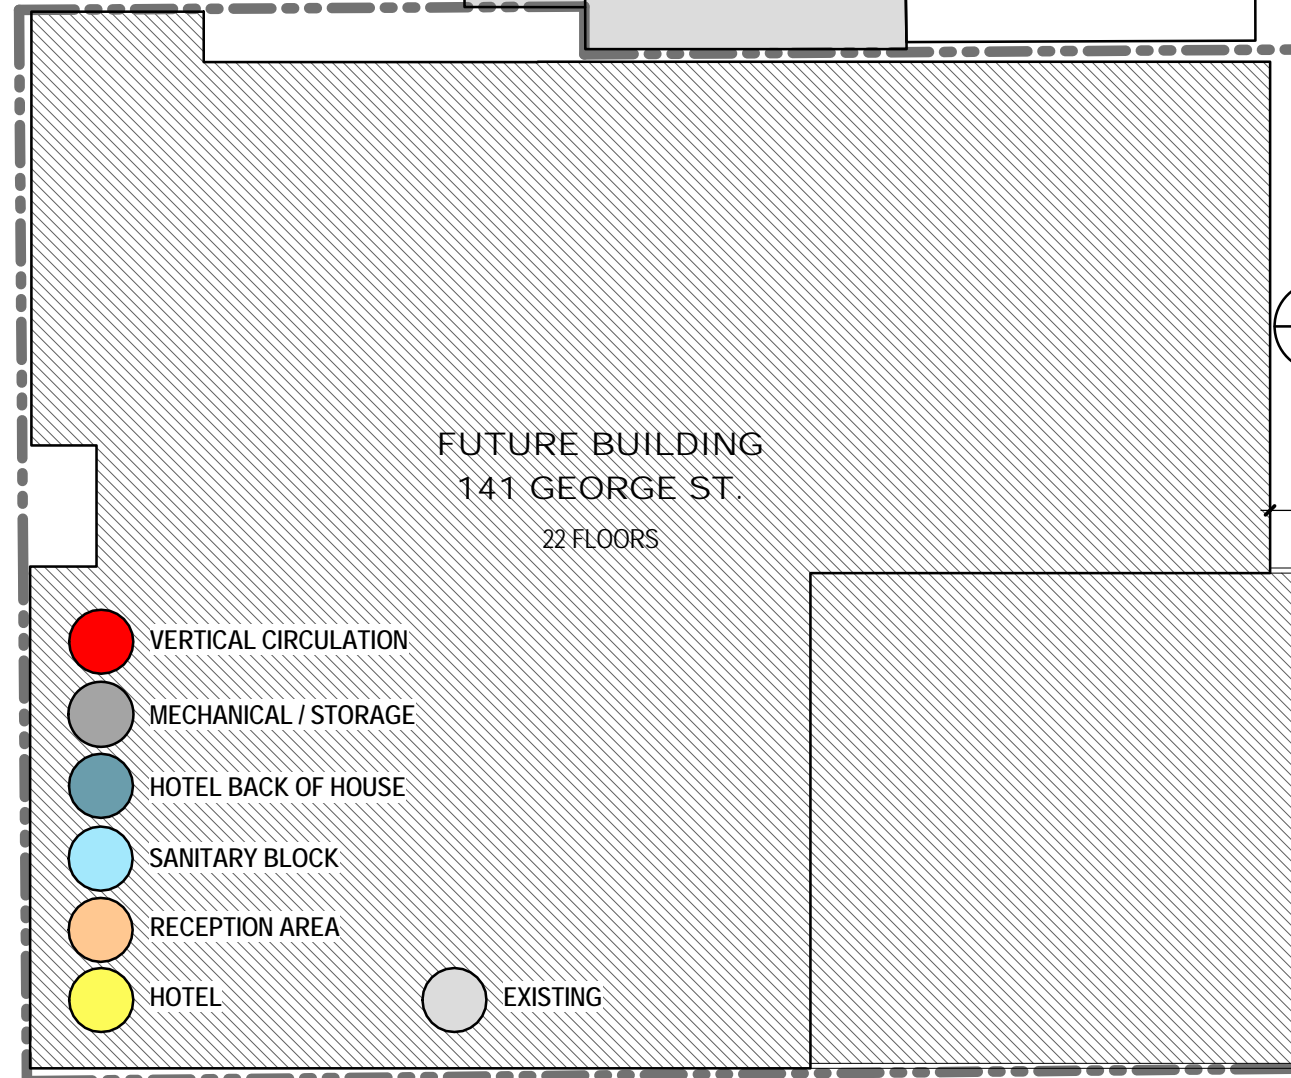 FUTURE BUILDING
141 GEORGE ST.
22 FLOORS
VERTICAL CIRCULATION
MECHANICAL / STORAGE
HOTEL BACK OF HOUSE
SANITARY BLOCK
RECEPTION AREA
HOTEL
EXISTING